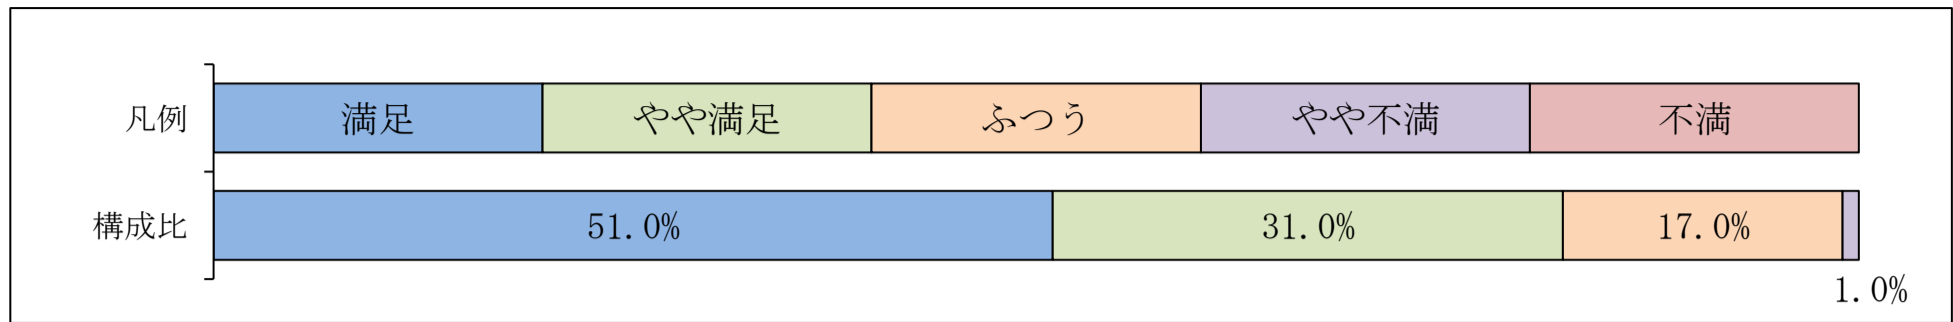 凡例 満足 やや満足 ふつう やや不満 不満
構成比 51.0% 31.0% 17.0%
1.0%